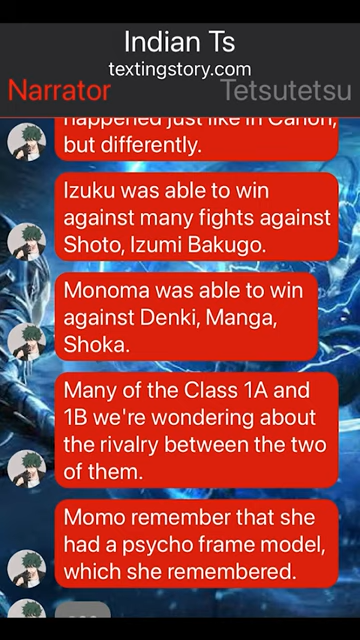 Indian Ts
textingstory.com
Narrator Tetsutetsu
happened just like in Canon,
but differently.
Izuku was able to win
against many fights against
Shoto, Izumi Bakugo.
Monoma was able to win
against Denki, Manga,
Shoka.
Many of the Class 1A and
1B we're wondering about
the rivalry between the two
of them.
Momo remember that she
had a psycho frame model,
which she remembered.